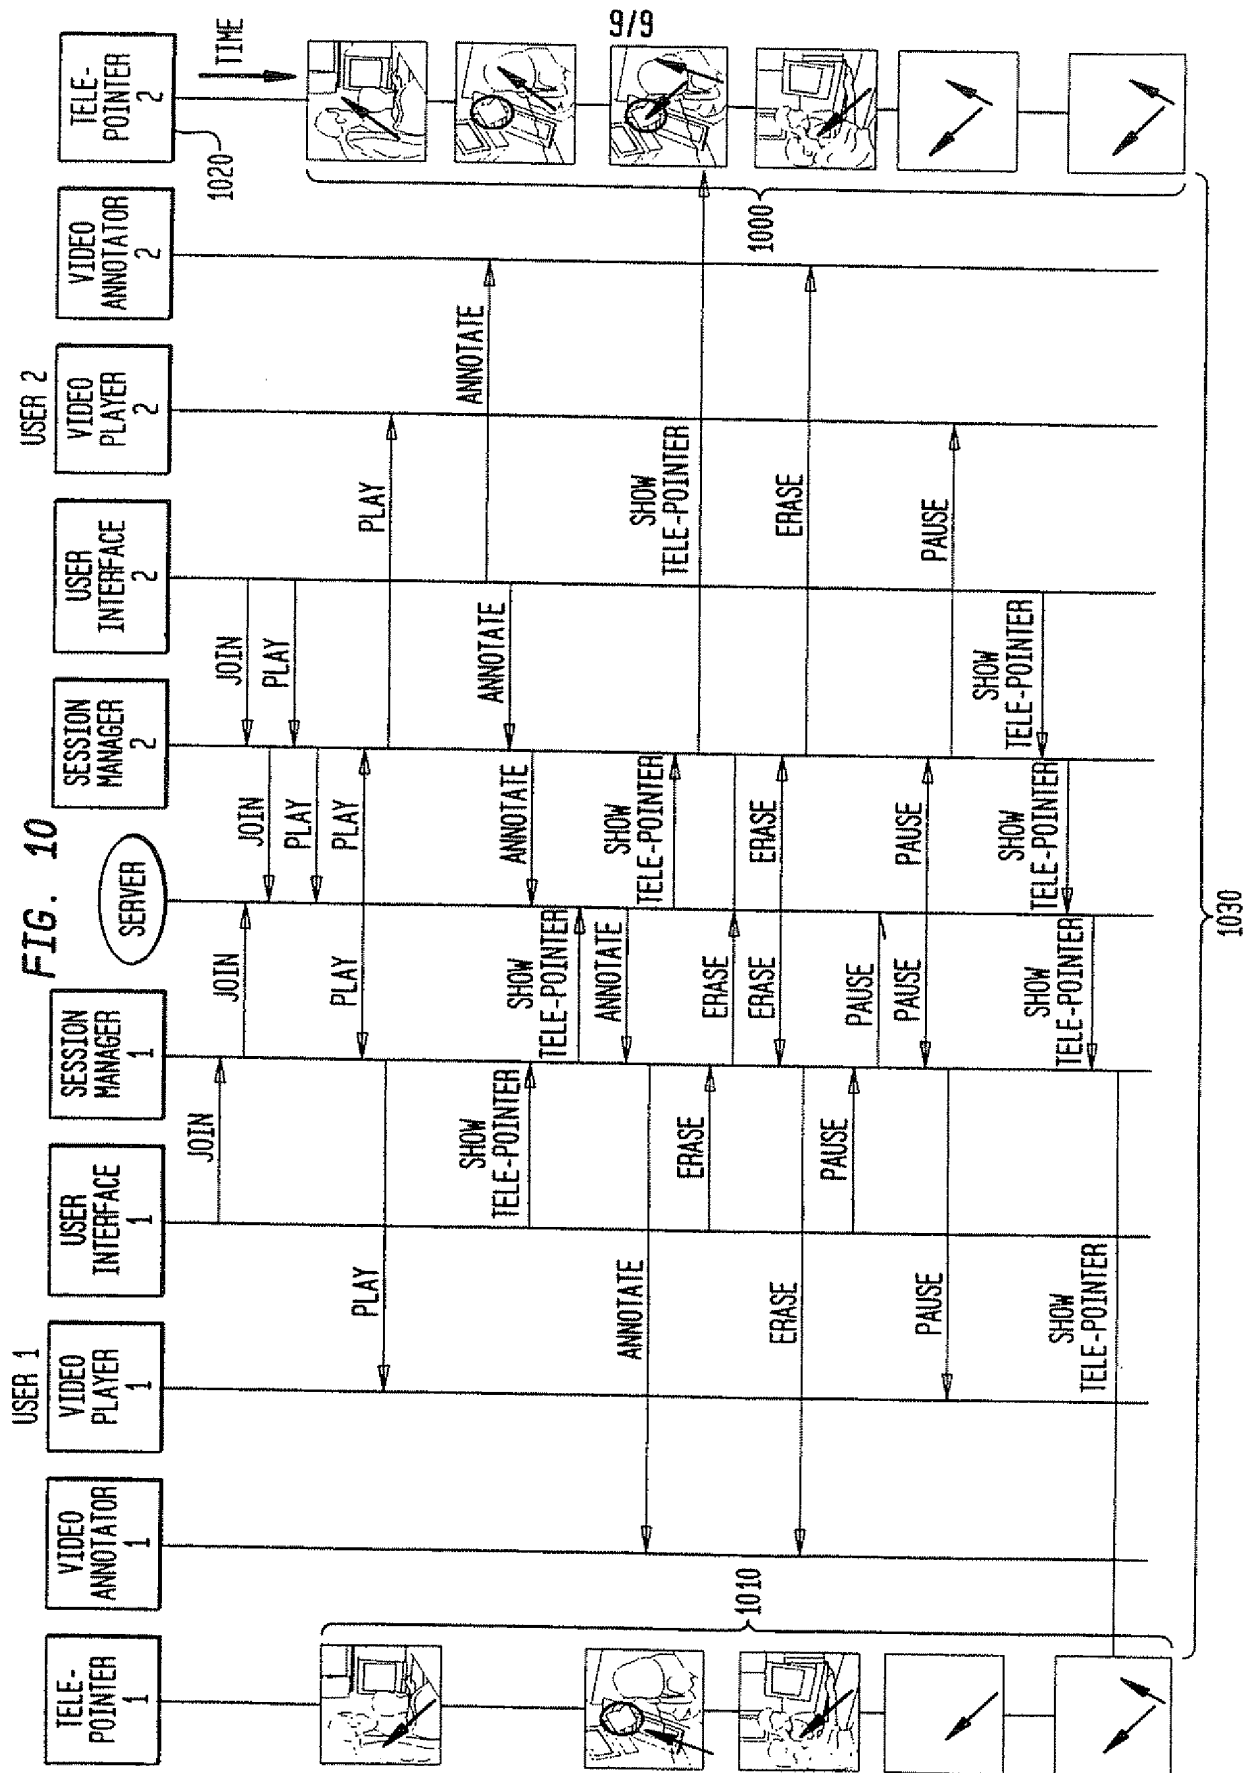 9/9
FIG. 10
USER 1
USER 2
TELE-
POINTER
1
VIDEO
ANNOTATOR
1
VIDEO
PLAYER
1
USER
INTERFACE
1
SESSION
MANAGER
1
SERVER
SESSION
MANAGER
2
USER
INTERFACE
2
VIDEO
PLAYER
2
VIDEO
ANNOTATOR
2
TELE-
POINTER
2
1020
TIME
JOIN
JOIN
JOIN
JOIN
PLAY
PLAY
PLAY
PLAY
PLAY
PLAY
ANNOTATE
ANNOTATE
ANNOTATE
SHOW
TELE-POINTER
SHOW
TELE-POINTER
ANNOTATE
ANNOTATE
SHOW
TELE-POINTER
SHOW
TELE-POINTER
ERASE
ERASE
ERASE
ERASE
ERASE
ERASE
PAUSE
PAUSE
PAUSE
PAUSE
PAUSE
PAUSE
SHOW
TELE-POINTER
SHOW
TELE-POINTER
SHOW
TELE-POINTER
SHOW
TELE-POINTER
1010
1000
1030